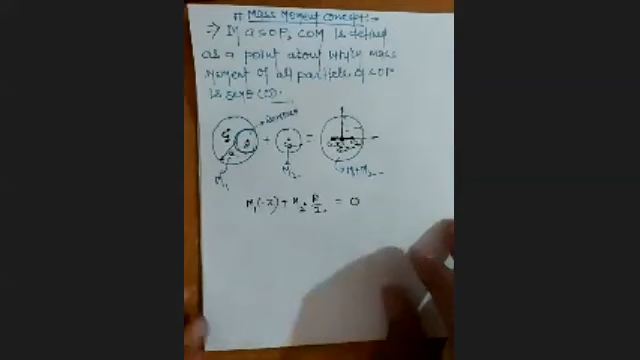 Mass Moment concept:-
⇒ In a SOP, COM is defined
as a point about which mass
moment of all particles of SOP
is zero (0).
+ =
M1 M2 M1+M2
M1(-x) + M2 . R/2 = 0